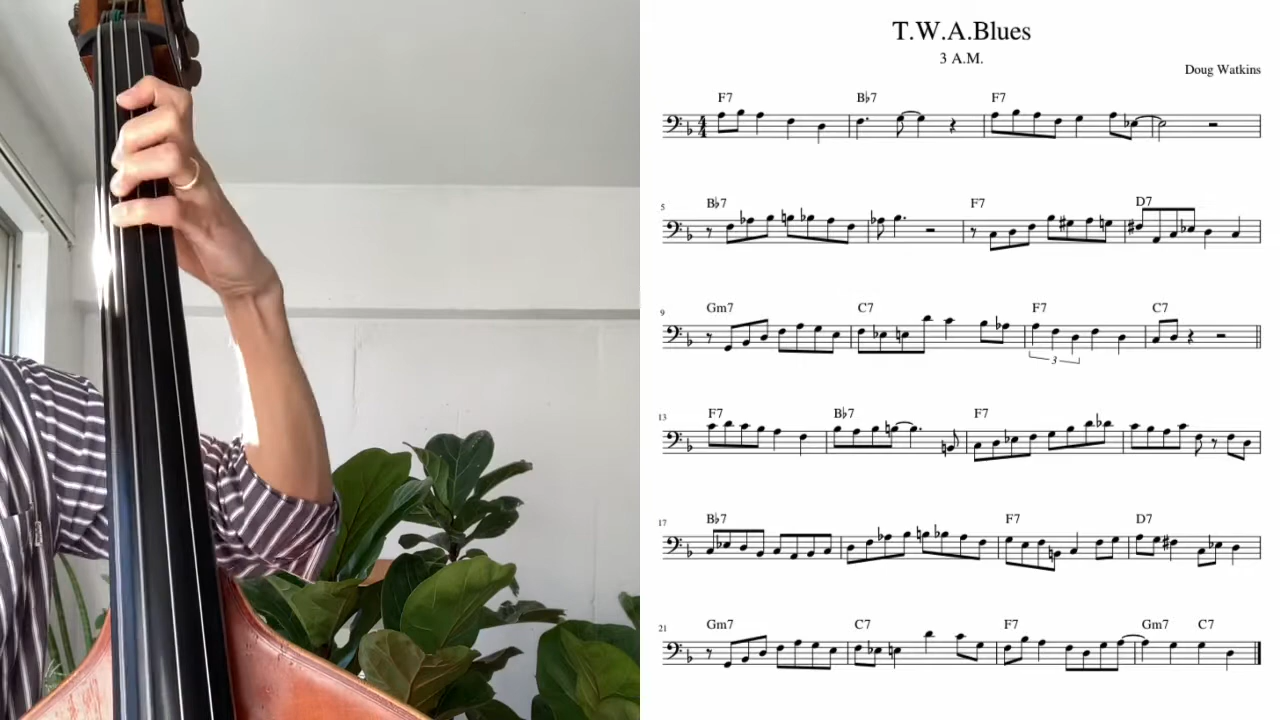 T.W.A.Blues
3 A.M.
Doug Watkins
F7 B♭7 F7
5 B♭7 F7 D7
9 Gm7 C7 F7 C7
3
13 F7 B♭7 F7
17 B♭7 F7 D7
21 Gm7 C7 F7 Gm7 C7